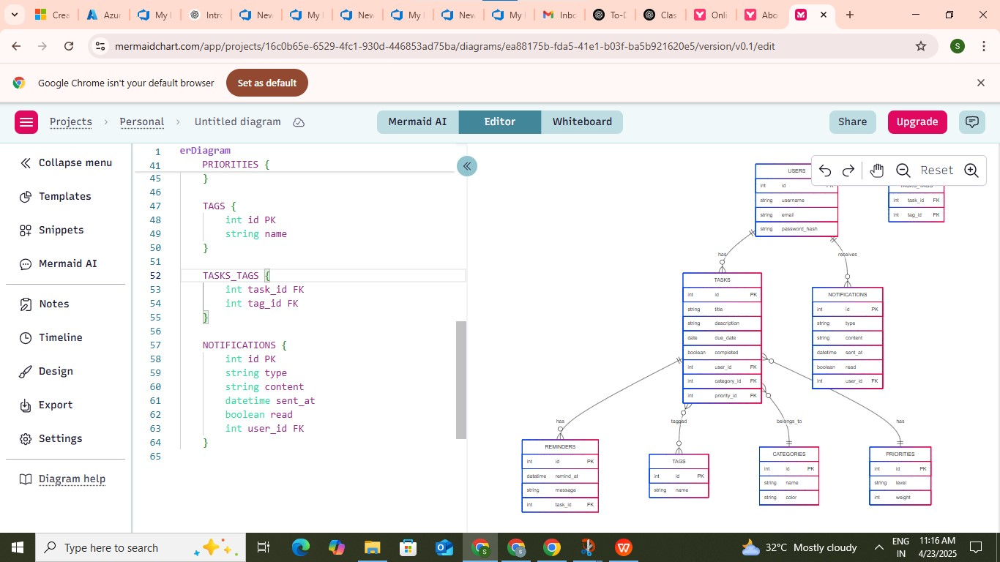 Crea
Azur
My
Intro
New
My
New
My
New
My
Inbo
To-D
Clas
Onli
Abo
mermaidchart.com/app/projects/16c0b65e-6529-4fc1-930d-446853ad75ba/diagrams/ea88175b-fda5-41e1-b03f-ba5b921620e5/version/v0.1/edit
S
Google Chrome isn't your default browser
Set as default
Projects
Personal
Untitled diagram
Mermaid AI
Editor
Whiteboard
Share
Upgrade
Collapse menu
Templates
Snippets
Mermaid AI
Notes
Timeline
Design
Export
Settings
Diagram help
1 erDiagram
41 PRIORITIES {
45 }
46
47 TAGS {
48 int id PK
49 string name
50 }
51
52 TASKS_TAGS {
53 int task_id FK
54 int tag_id FK
55 }
56
57 NOTIFICATIONS {
58 int id PK
59 string type
60 string content
61 datetime sent_at
62 boolean read
63 int user_id FK
64 }
65
Reset
USERS
int id
string username
string email
string password_hash
int task_id FK
int tag_id FK
has
receives
TASKS
int id PK
string title
string description
date due_date
boolean completed
int user_id FK
int category_id FK
int priority_id FK
NOTIFICATIONS
int id PK
string type
string content
datetime sent_at
boolean read
int user_id FK
has
tagged
belongs_to
has
REMINDERS
int id PK
datetime remind_at
string message
int task_id FK
TAGS
int id PK
string name
CATEGORIES
int id PK
string name
string color
PRIORITIES
int id PK
string level
int weight
Type here to search
32°C Mostly cloudy
ENG
IN
11:16 AM
4/23/2025